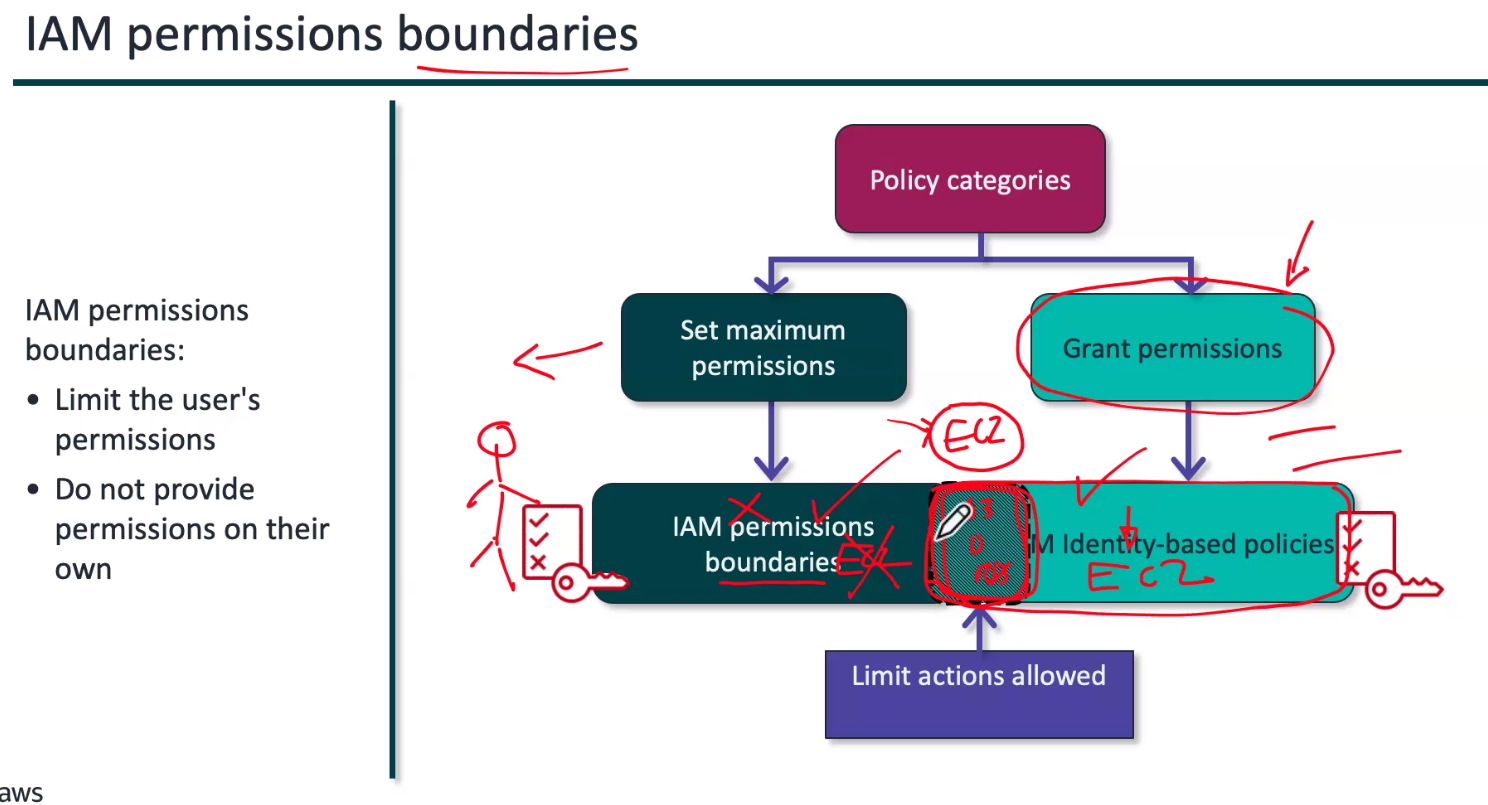 IAM permissions boundaries
Policy categories
Set maximum
permissions
Grant permissions
IAM permissions
boundaries:
• Limit the user's
permissions
• Do not provide
permissions on their
own
EC2
IAM permissions
boundaries
M Identity-based policies
EC2
Limit actions allowed
aws